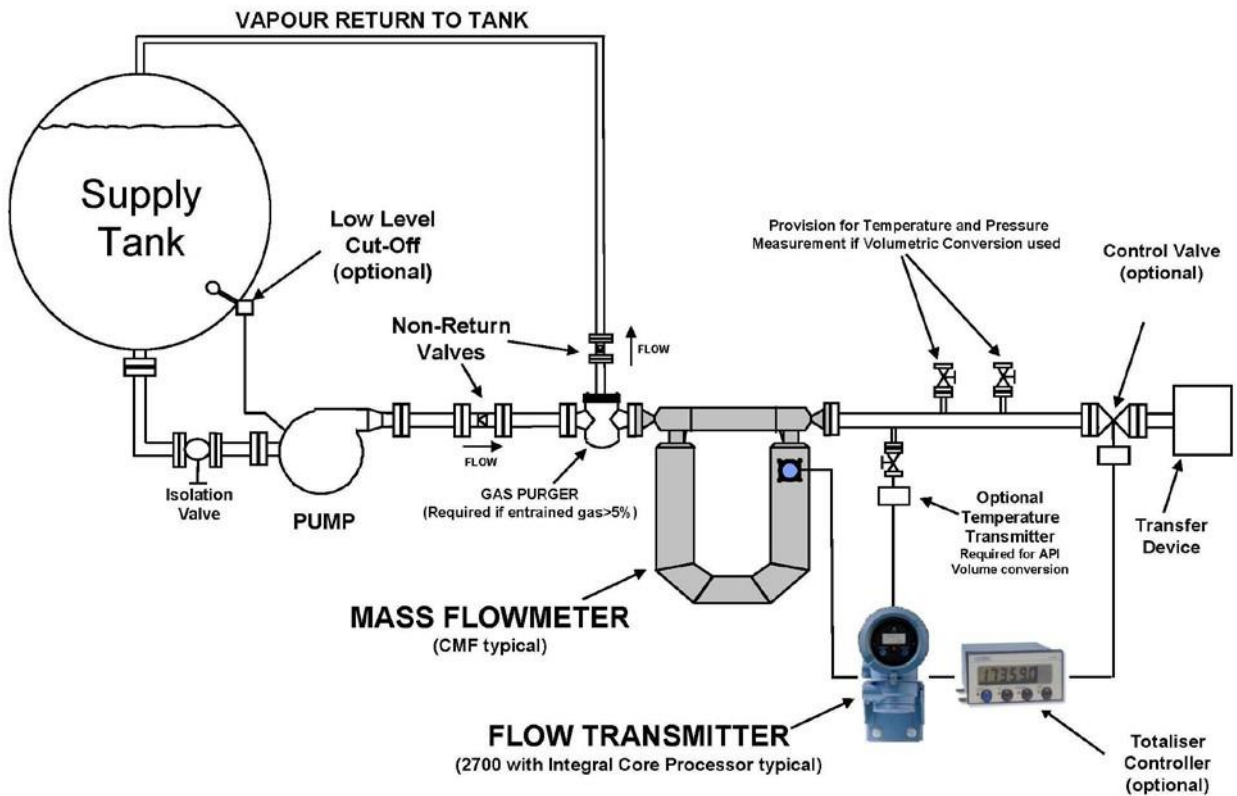 VAPOUR RETURN TO TANK
Supply
Tank
Low Level
Cut-Off
(optional)
Non-Return
Valves
FLOW
Provision for Temperature and Pressure
Measurement if Volumetric Conversion used
Control Valve
(optional)
Isolation
Valve
PUMP
FLOW
GAS PURGER
(Required if entrained gas>5%)
Optional
Temperature
Transmitter
Required for API
Volume conversion
Transfer
Device
MASS FLOWMETER
(CMF typical)
FLOW TRANSMITTER
(2700 with Integral Core Processor typical)
Totaliser
Controller
(optional)